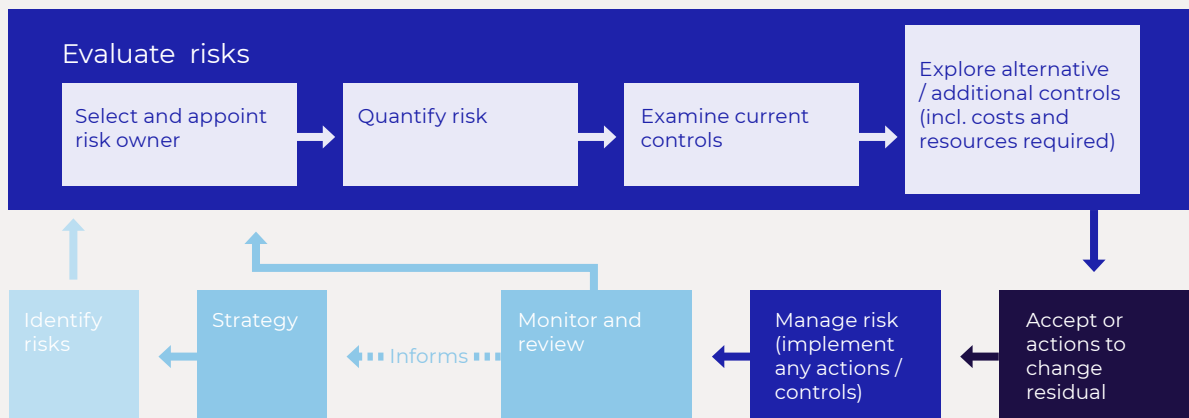 Evaluate risks
Select and appoint
risk owner
Quantify risk
Examine current
controls
Explore alternative
/ additional controls
(incl. costs and
resources required)
Identify
risks
Strategy
Informs
Monitor and
review
Manage risk
(implement
any actions /
controls)
Accept or
actions to
change
residual